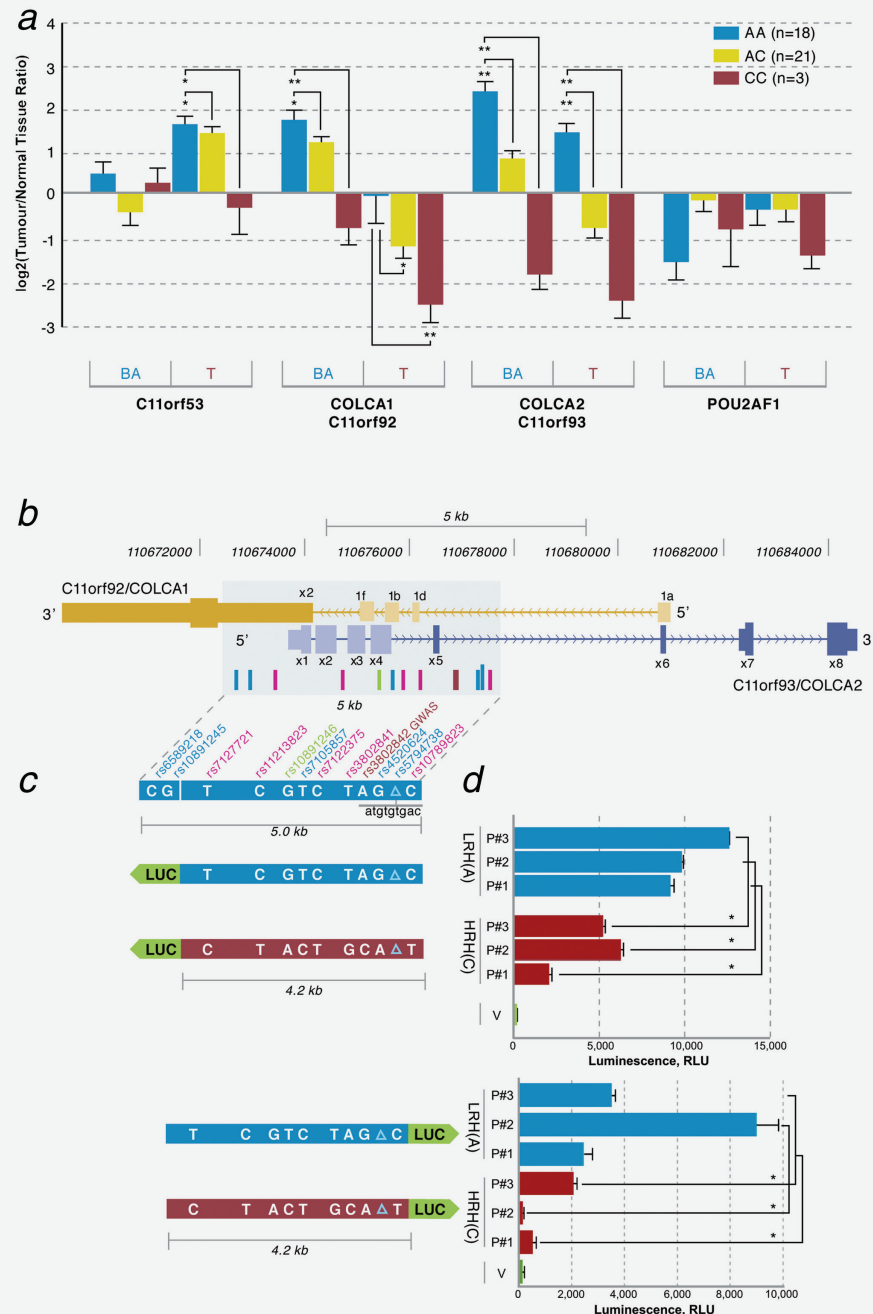 a
4
3
2
1
0
-1
-2
-3
log2(Tumour/Normal Tissue Ratio)
AA (n=18)
AC (n=21)
CC (n=3)
*
*
**
*
*
**
**
**
**
**
BA T BA T BA T BA T
C11orf53 COLCA1 COLCA2 POU2AF1
C11orf92 C11orf93
b
5 kb
110672000 110674000 110676000 110678000 110680000 110682000 110684000
C11orf92/COLCA1
3' x2 1f 1b 1d 1a 5'
5' 3'
x1 x2 x3 x4 x5 x6 x7 x8
5 kb
C11orf93/COLCA2
c
rs6589218
rs10891245
rs7127721
rs11213823
rs10891246
rs7105857
rs7122375
rs3802841
rs3802842 GWAS
rs4520624
rs5794738
rs10789823
C G T C G T C T A G Δ C
atgtgtgac
5.0 kb
LUC T C G T C T A G Δ C
LUC C T A C T G C A Δ T
4.2 kb
T C G T C T A G Δ C LUC
C T A C T G C A Δ T LUC
4.2 kb
d
LRH(A)
P#3
P#2
P#1
HRH(C)
P#3
P#2
P#1
V
*
*
*
0 5,000 10,000 15,000
Luminescence, RLU
LRH(A)
P#3
P#2
P#1
HRH(C)
P#3
P#2
P#1
V
*
*
*
0 2,000 4,000 6,000 8,000 10,000
Luminescence, RLU